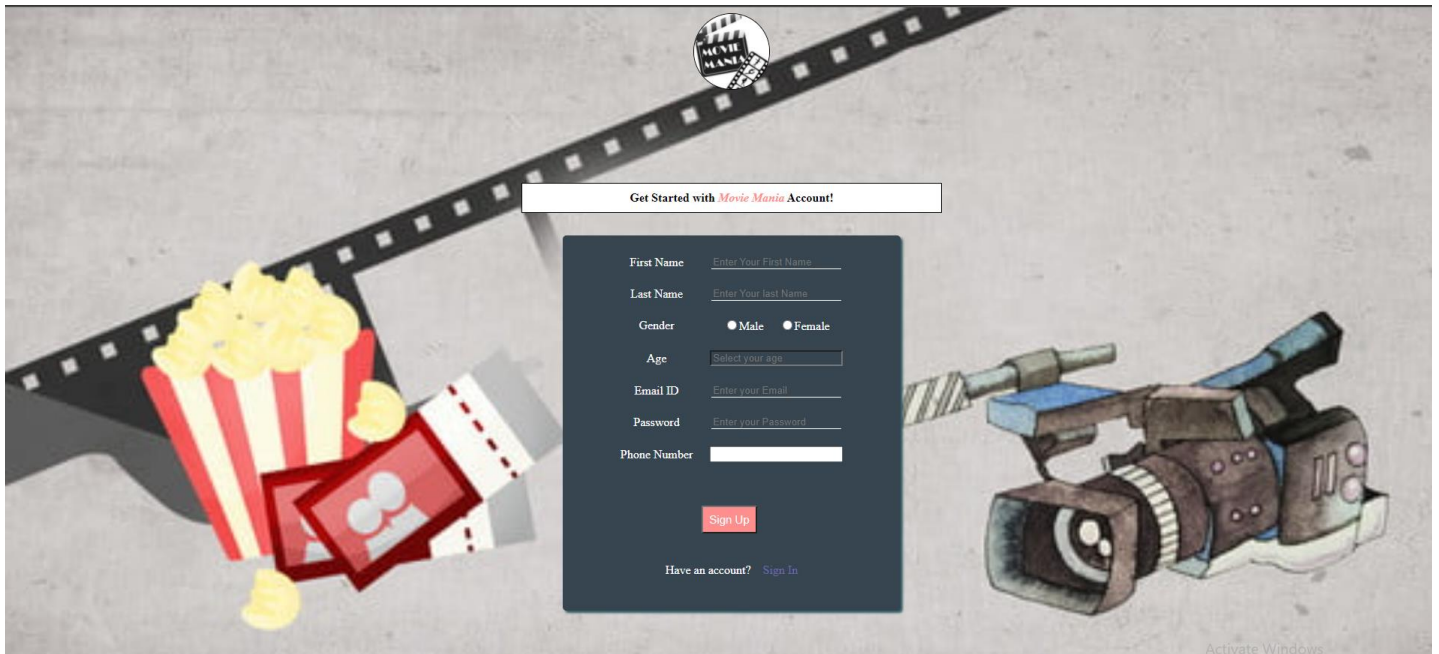 MOVIE
MANIA
Get Started with Movie Mania Account!
First Name Enter Your First Name
Last Name Enter Your last Name
Gender Male Female
Age Select your age
Email ID Enter your Email
Password Enter your Password
Phone Number
Sign Up
Have an account? Sign In
Activate Windows